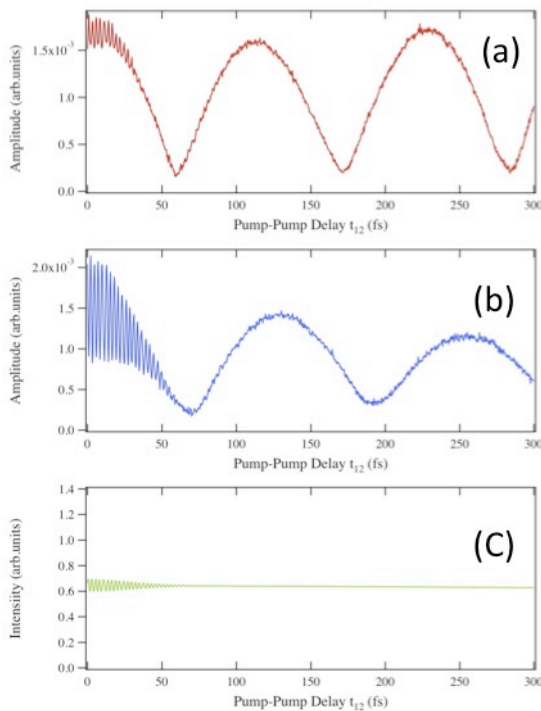 (a)
Amplitude (arb.units)
1.5x10⁻³
1.0
0.5
0.0
0 50 100 150 200 250 300
Pump-Pump Delay t₁₂ (fs)
(b)
Amplitude (arb.units)
2.0x10⁻³
1.5
1.0
0.5
0.0
0 50 100 150 200 250 300
Pump-Pump Delay t₁₂ (fs)
(C)
Intensiity (arb.units)
1.4
1.2
1.0
0.8
0.6
0.4
0.2
0.0
0 50 100 150 200 250 300
Pump-Pump Delay t₁₂ (fs)